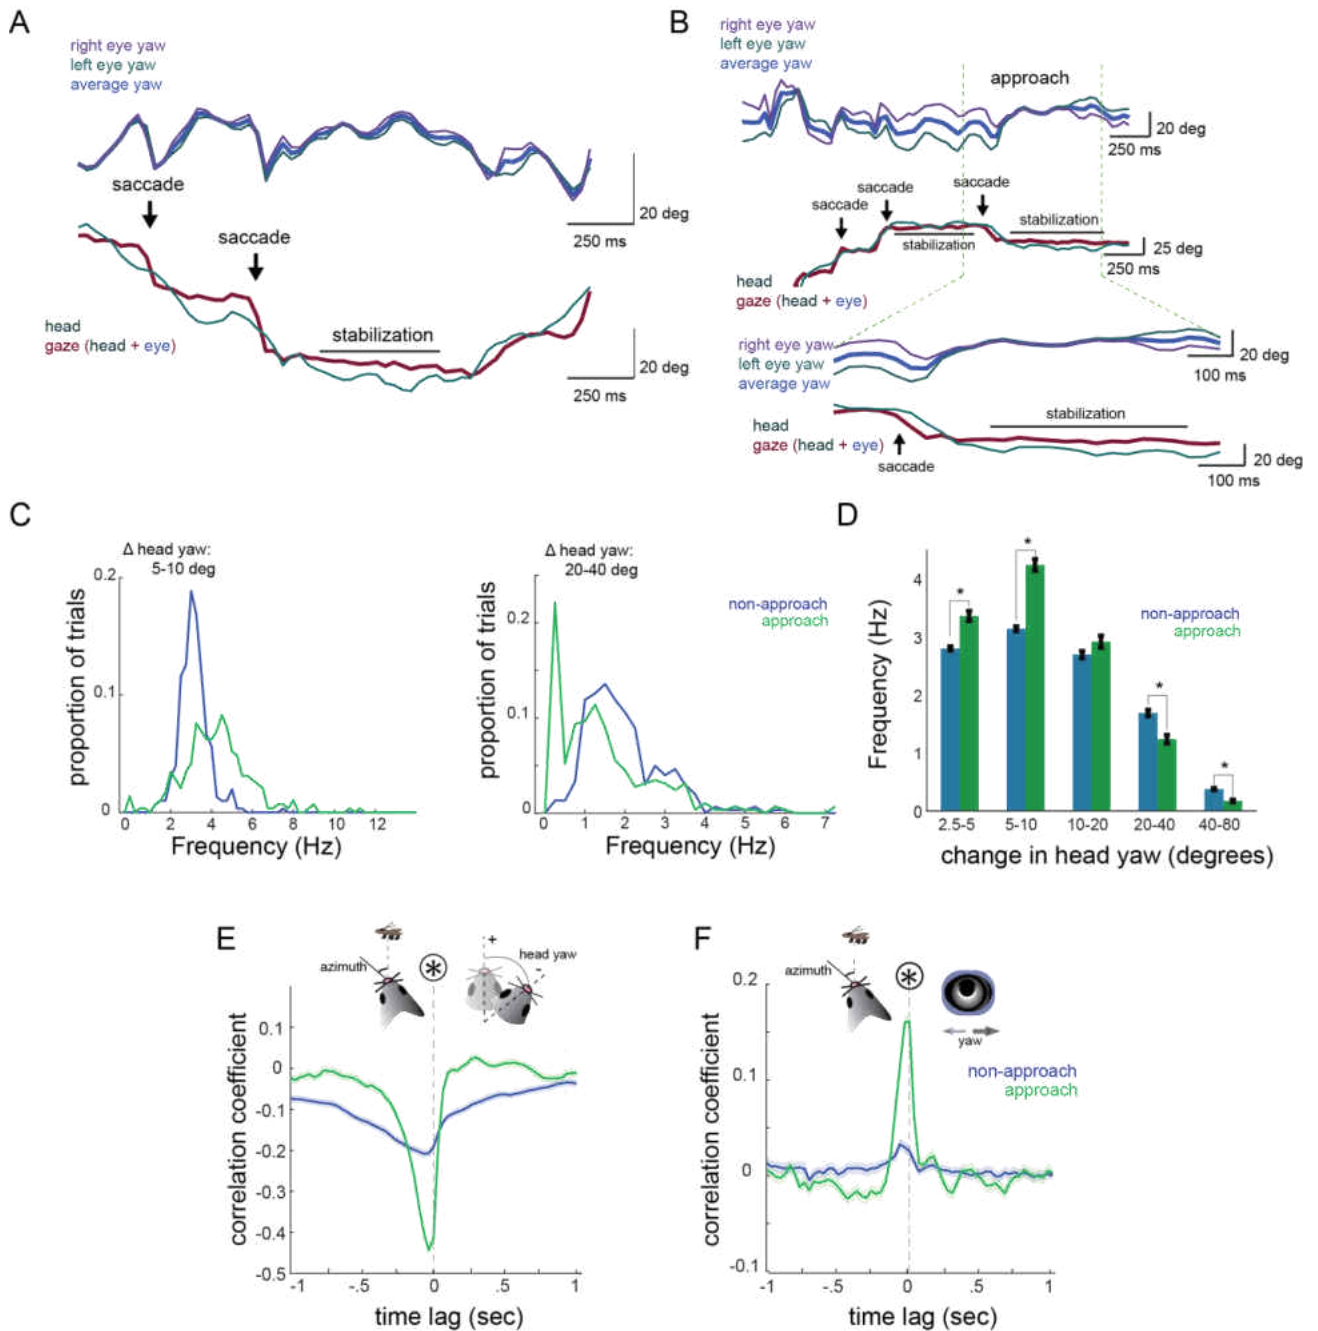 A
right eye yaw
left eye yaw
average yaw
saccade
20 deg
250 ms
saccade
head
gaze (head + eye)
stabilization
20 deg
250 ms
B
right eye yaw
left eye yaw
average yaw
approach
20 deg
250 ms
saccade
saccade
saccade
stabilization
stabilization
25 deg
250 ms
head
gaze (head + eye)
right eye yaw
left eye yaw
average yaw
20 deg
100 ms
head
gaze (head + eye)
stabilization
saccade
20 deg
100 ms
C
Δ head yaw:
5-10 deg
proportion of trials
0.2
0.1
0
0 2 4 6 8 10 12
Frequency (Hz)
Δ head yaw:
20-40 deg
non-approach
approach
proportion of trials
0.2
0.1
0
0 1 2 3 4 5 6 7
Frequency (Hz)
D
Frequency (Hz)
4
3
2
1
0
* * * *
non-approach
approach
2.5-5 5-10 10-20 20-40 40-80
change in head yaw (degrees)
E
azimuth
+
-
head yaw
correlation coefficient
0.1
0
-0.1
-0.2
-0.3
-0.4
-0.5
-1 -.5 0 .5 1
time lag (sec)
F
azimuth
yaw
non-approach
approach
correlation coefficient
0.2
0.1
0
-0.1
-1 -.5 0 .5 1
time lag (sec)